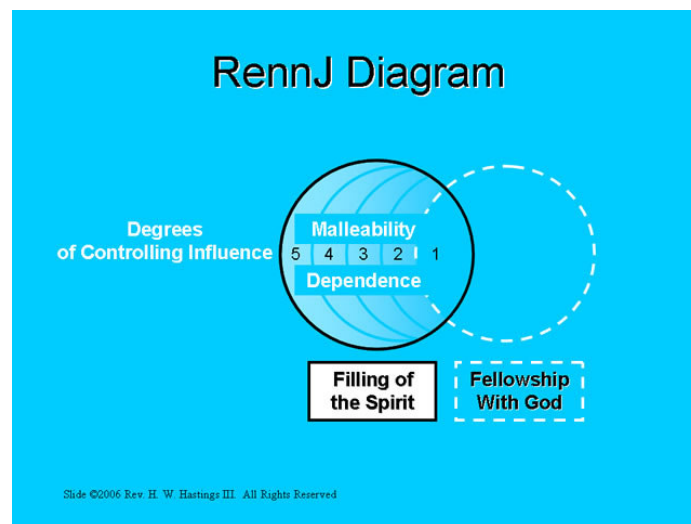 RennJ Diagram
Degrees
of Controlling Influence
Malleability
5 4 3 2 1
Dependence
Filling of
the Spirit
Fellowship
With God
Slide ©2006 Rev. H. W. Hastings III. All Rights Reserved